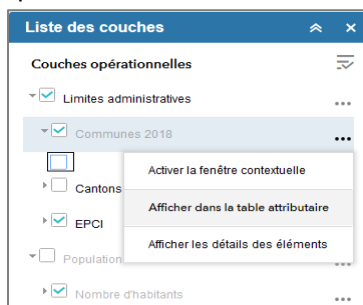 Liste des couches
Couches opérationnelles
Limites administratives
Communes 2018
Activer la fenêtre contextuelle
Cantons
Afficher dans la table attributaire
EPCI
Afficher les détails des éléments
Population
Nombre d'habitants